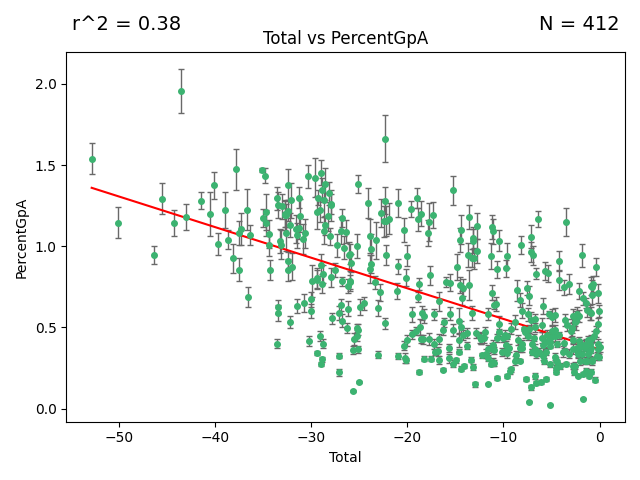 r^2 = 0.38
N = 412
Total vs PercentGpA
PercentGpA
2.0
1.5
1.0
0.5
0.0
−50
−40
−30
−20
−10
0
Total